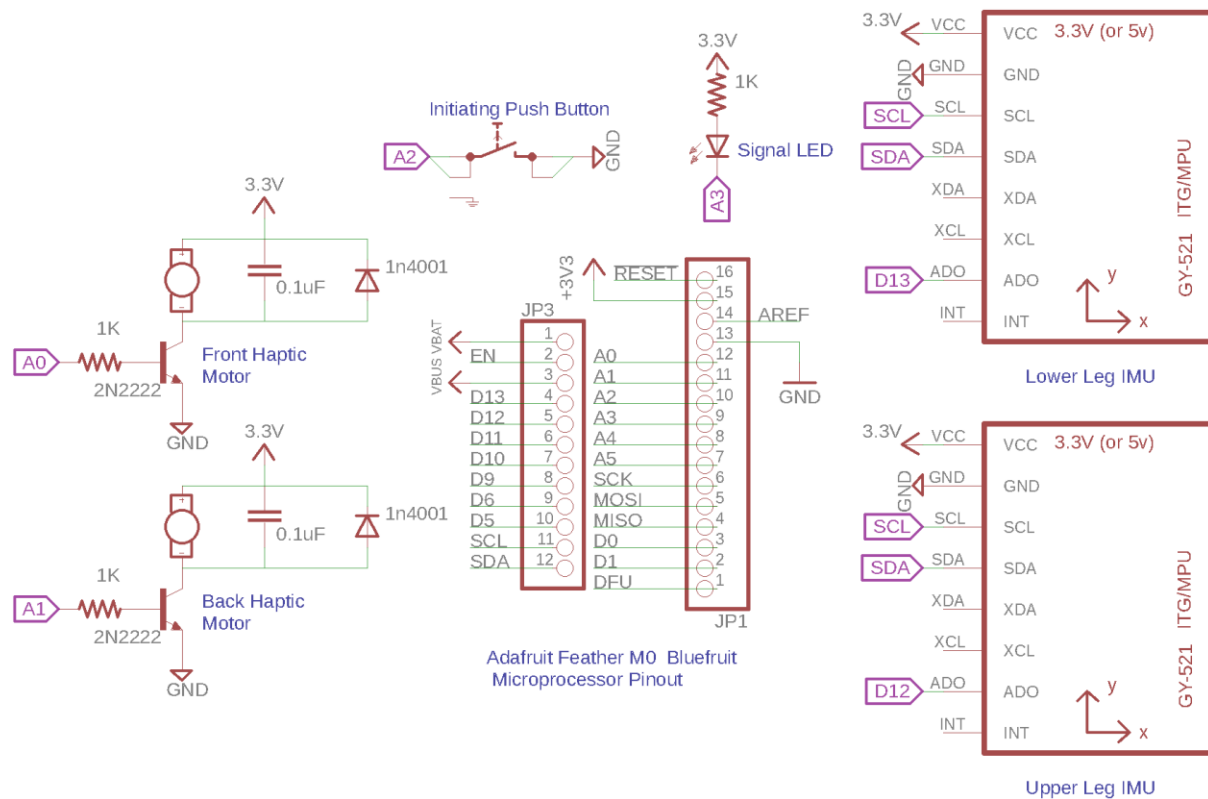 3.3V
1K
Initiating Push Button
A2
GND
Signal LED
A3
3.3V
VCC
VCC
3.3V (or 5v)
GND
GND
GND
SCL
SCL
SCL
SDA
SDA
SDA
XDA
XDA
XCL
XCL
D13
ADO
ADO
INT
INT
y
x
GY-521 ITG/MPU
Lower Leg IMU
3.3V
0.1uF
1n4001
+
-
1K
A0
2N2222
Front Haptic
Motor
GND
3.3V
0.1uF
1n4001
+
-
1K
A1
2N2222
Back Haptic
Motor
GND
JP3
VBUS VBAT
1
EN
2
3
D13
4
D12
5
D11
6
D10
7
D9
8
D6
9
D5
10
SCL
11
SDA
12
+3V3
RESET
16
15
14
AREF
13
GND
A0
12
A1
11
A2
10
A3
9
A4
8
A5
7
SCK
6
MOSI
5
MISO
4
D0
3
D1
2
DFU
1
JP1
Adafruit Feather M0 Bluefruit
Microprocessor Pinout
3.3V
VCC
VCC
3.3V (or 5v)
GND
GND
GND
SCL
SCL
SCL
SDA
SDA
SDA
XDA
XDA
XCL
XCL
D12
ADO
ADO
INT
INT
y
x
GY-521 ITG/MPU
Upper Leg IMU